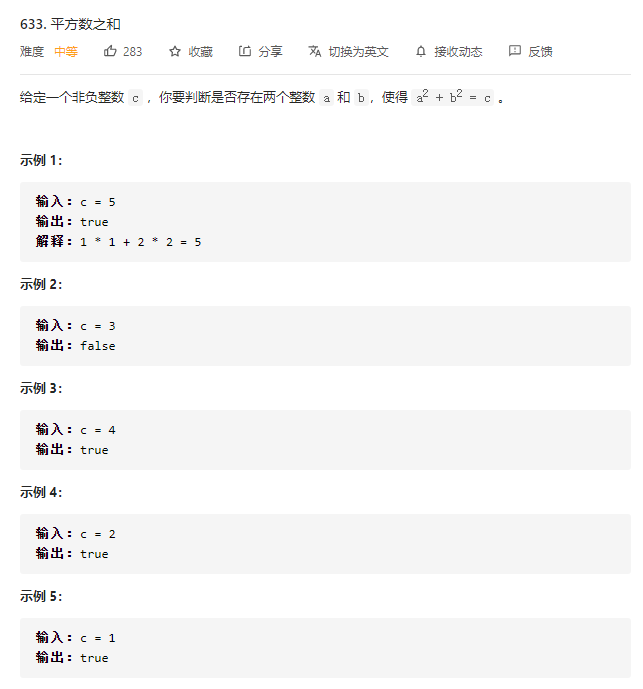 633. 平方数之和
难度 中等 283 收藏 分享 切换为英文 接收动态 反馈
给定一个非负整数 c ，你要判断是否存在两个整数 a 和 b，使得 a² + b² = c 。
示例 1：
输入：c = 5
输出：true
解释：1 * 1 + 2 * 2 = 5
示例 2：
输入：c = 3
输出：false
示例 3：
输入：c = 4
输出：true
示例 4：
输入：c = 2
输出：true
示例 5：
输入：c = 1
输出：true